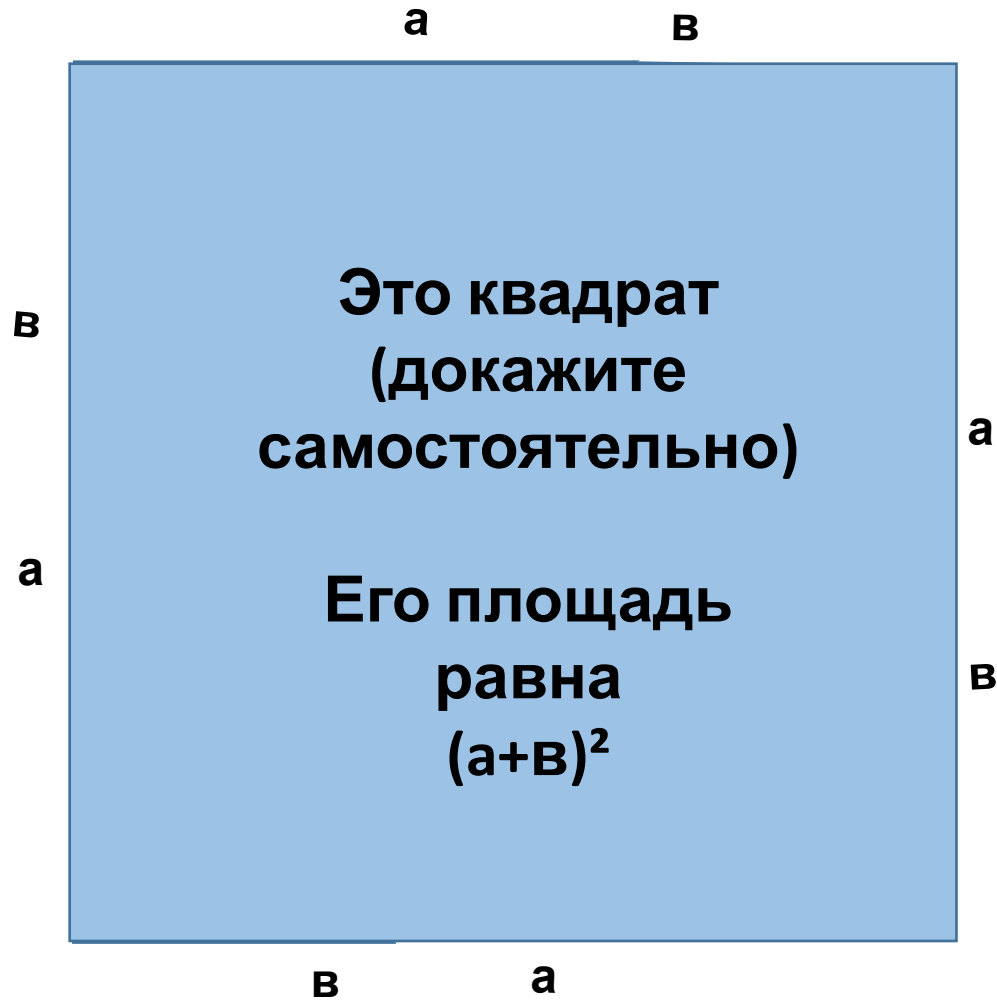 а в
Это квадрат
в
(докажите
самостоятельно)
а
а
Его площадь
равна
в
(а+в)²
в а